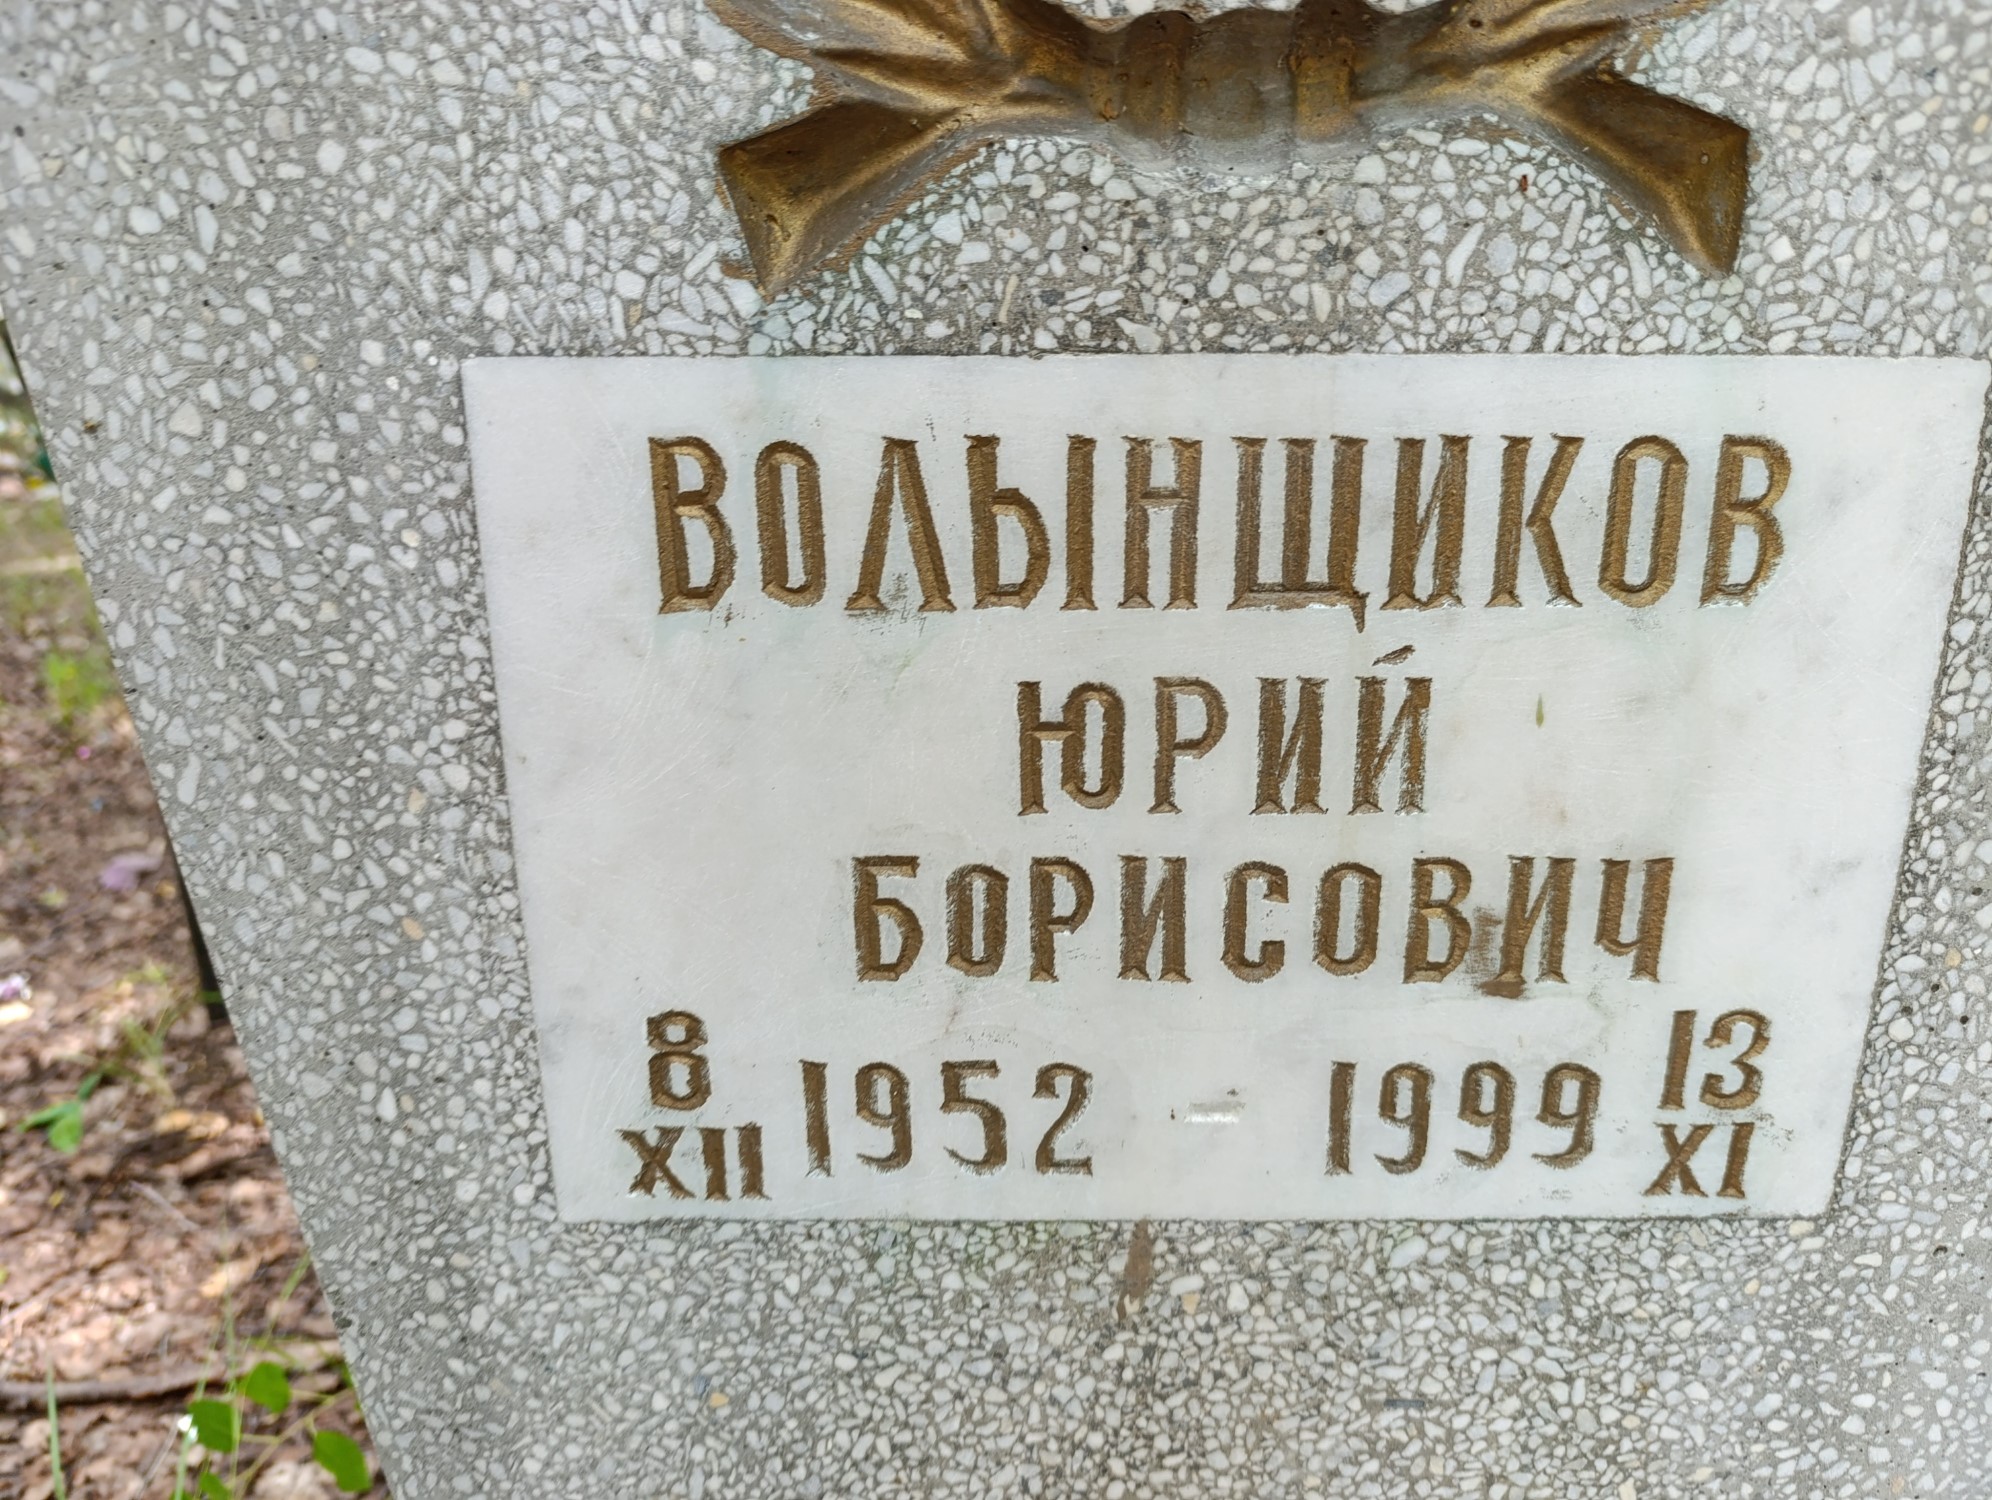 ВОЛЫНЩИКОВ
ЮРИЙ
БОРИСОВИЧ
8 XII 1952 - 1999 13 XI